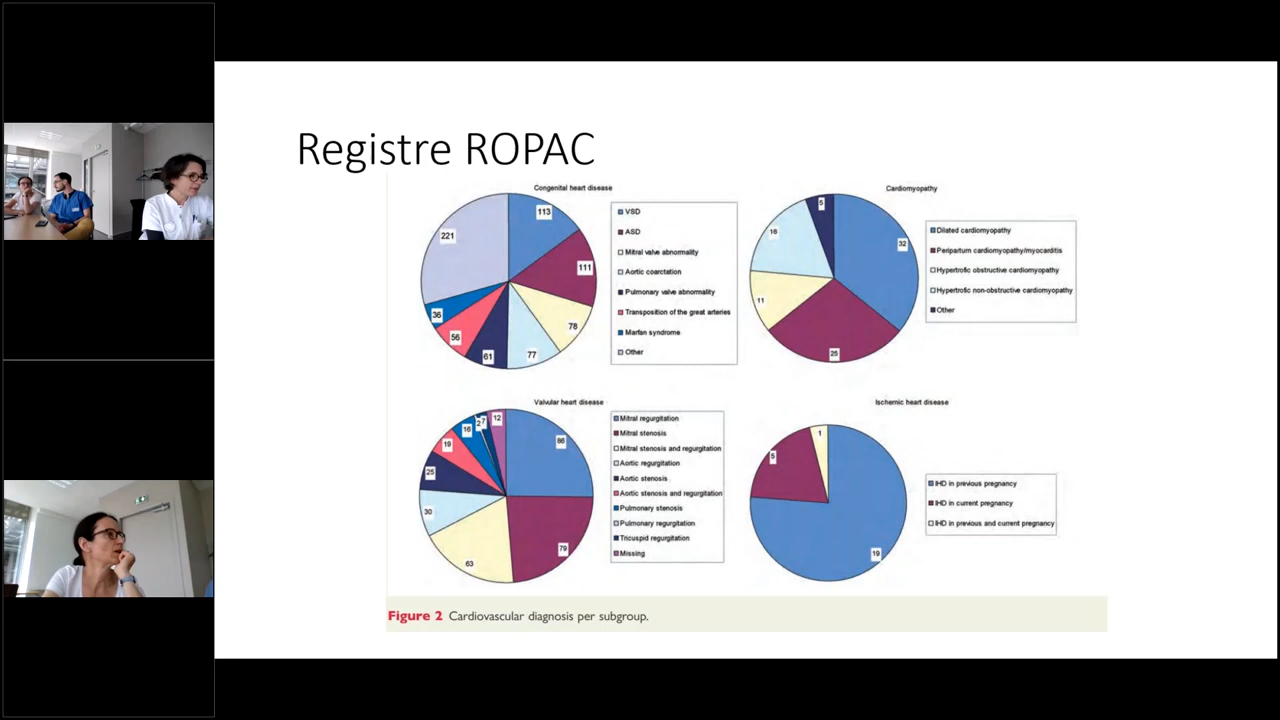 Registre ROPAC
Congenital heart disease
113
111
78
77
61
56
36
221
VSD
ASD
Mitral valve abnormality
Aortic coarctation
Pulmonary valve abnormality
Transposition of the great arteries
Marfan syndrome
Other
Cardiomyopathy
32
25
11
16
5
Dilated cardiomyopathy
Peripartum cardiomyopathy/myocarditis
Hypertrofic obstructive cardiomyopathy
Hypertrofic non-obstructive cardiomyopathy
Other
Valvular heart disease
86
79
63
30
25
19
16
2
7
12
Mitral regurgitation
Mitral stenosis
Mitral stenosis and regurgitation
Aortic regurgitation
Aortic stenosis
Aortic stenosis and regurgitation
Pulmonary stenosis
Pulmonary regurgitation
Tricuspid regurgitation
Missing
Ischemic heart disease
19
5
1
IHD in previous pregnancy
IHD in current pregnancy
IHD in previous and current pregnancy
Figure 2 Cardiovascular diagnosis per subgroup.